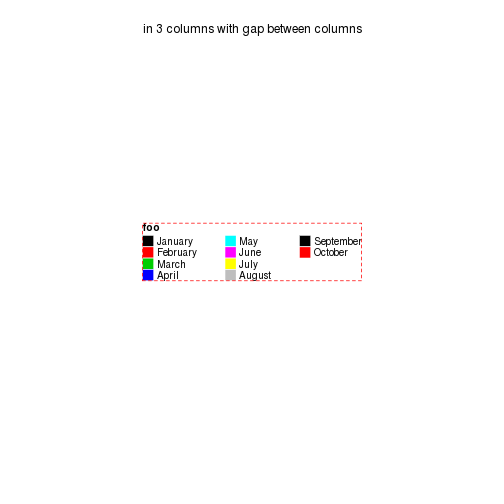 in 3 columns with gap between columns
foo
January
February
March
April
May
June
July
August
September
October